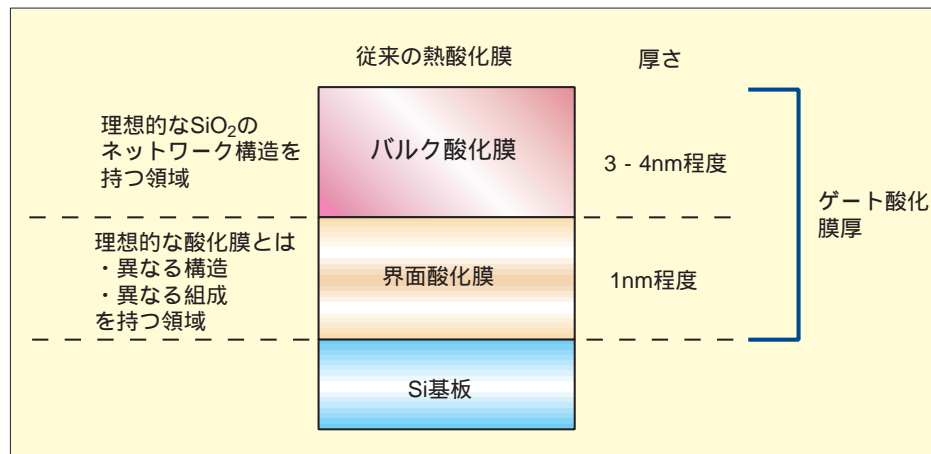 従来の熱酸化膜
厚さ
理想的なSiO₂の
ネットワーク構造を
持つ領域
バルク酸化膜
3 - 4nm程度
ゲート酸化
膜厚
理想的な酸化膜とは
・異なる構造
・異なる組成
を持つ領域
界面酸化膜
1nm程度
Si基板